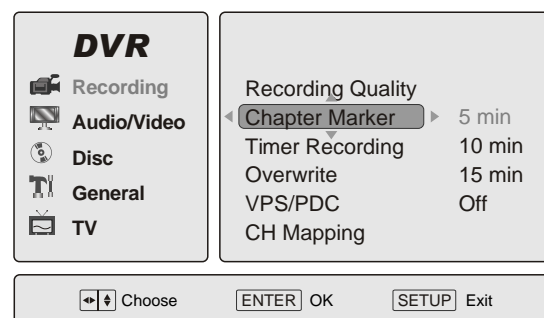 DVR
Recording
Audio/Video
Disc
General
TV
Recording Quality
Chapter Marker
Timer Recording
Overwrite
VPS/PDC
CH Mapping
5 min
10 min
15 min
Off
Choose ENTER OK SETUP Exit